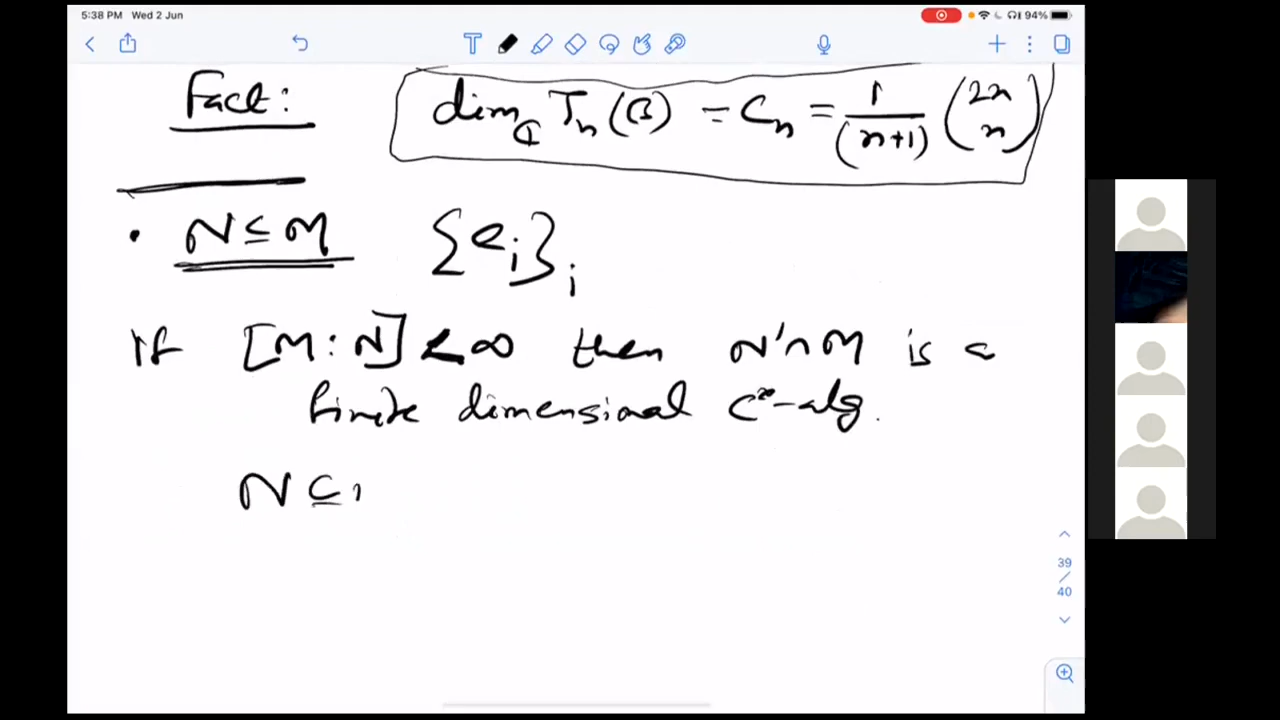 5:38 PM Wed 2 Jun 94%
Fact: dim_ℂ T_n(β) = C_n = 1/(n+1) (2n n)
• N ⊆ M {e_i}_i
If [M : N] < ∞ then N' ∩ M is a
finite dimensional C*-alg.
N ⊆
39
40